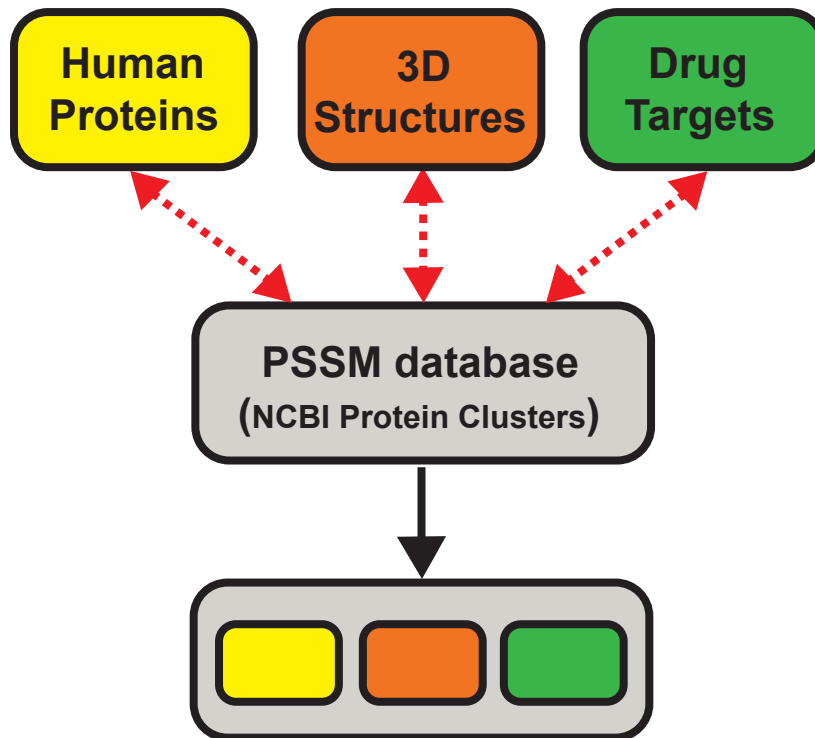 Human
Proteins
3D
Structures
Drug
Targets
PSSM database
(NCBI Protein Clusters)